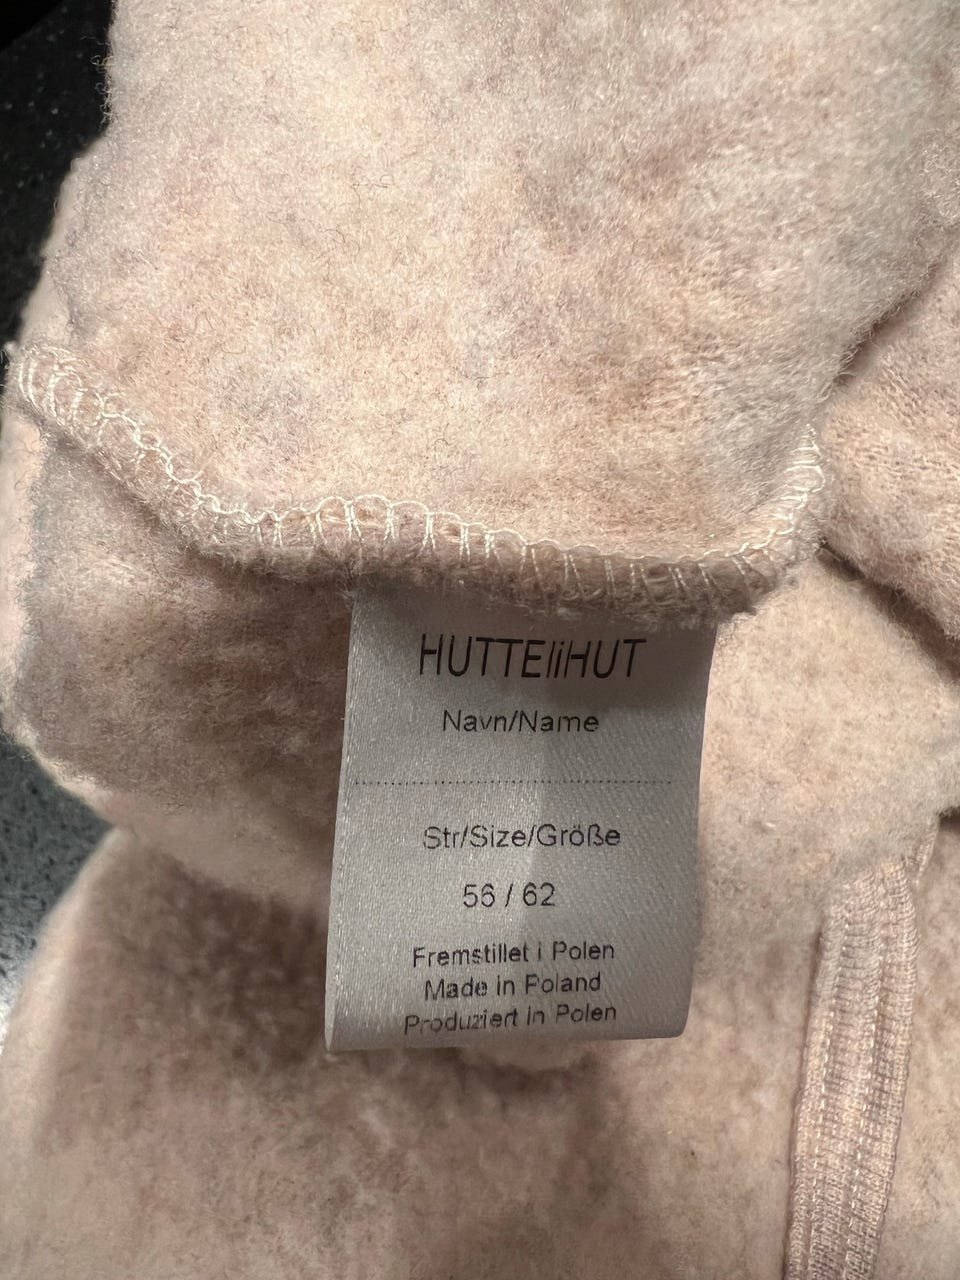 HUTTEliHUT
Navn/Name
Str/Size/Größe
56 / 62
Fremstillet i Polen
Made in Poland
Produziert in Polen